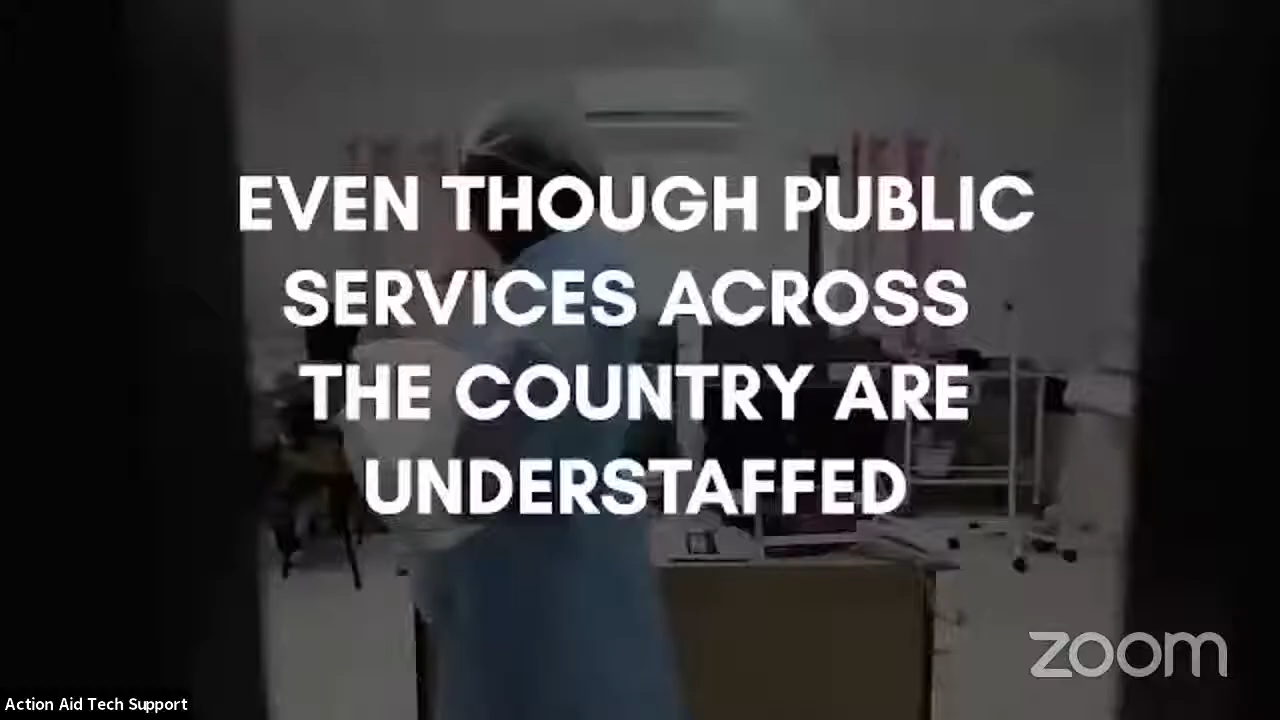 EVEN THOUGH PUBLIC
SERVICES ACROSS
THE COUNTRY ARE
UNDERSTAFFED
zoom
Action Aid Tech Support